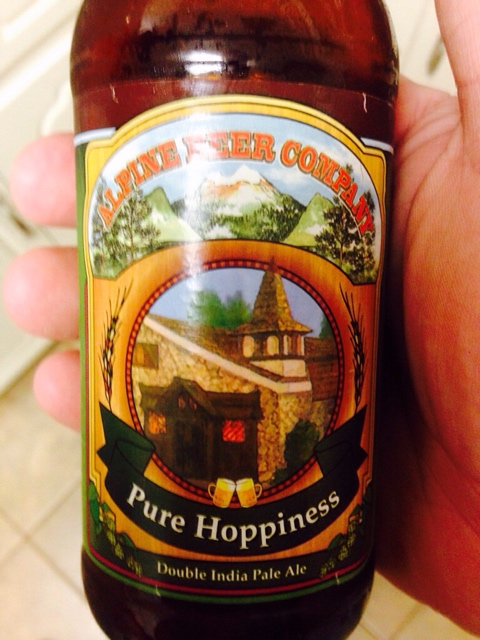 ALPINE BEER COMPANY
Pure Hoppiness
Double India Pale Ale